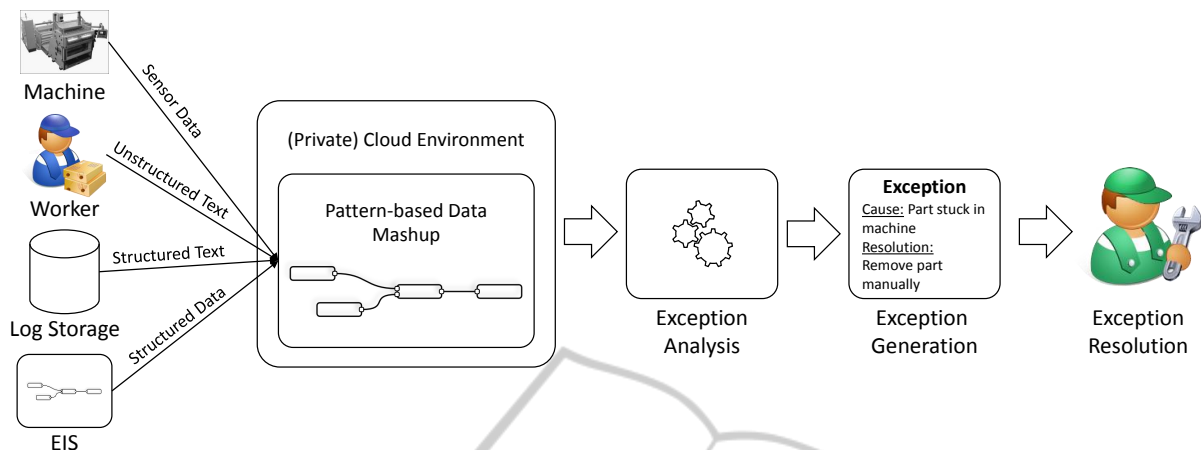 Machine
Sensor Data
Worker
Unstructured Text
Log Storage
Structured Text
EIS
Structured Data
(Private) Cloud Environment
Pattern-based Data
Mashup
Exception
Analysis
Exception
Cause: Part stuck in
machine
Resolution:
Remove part
manually
Exception
Generation
Exception
Resolution